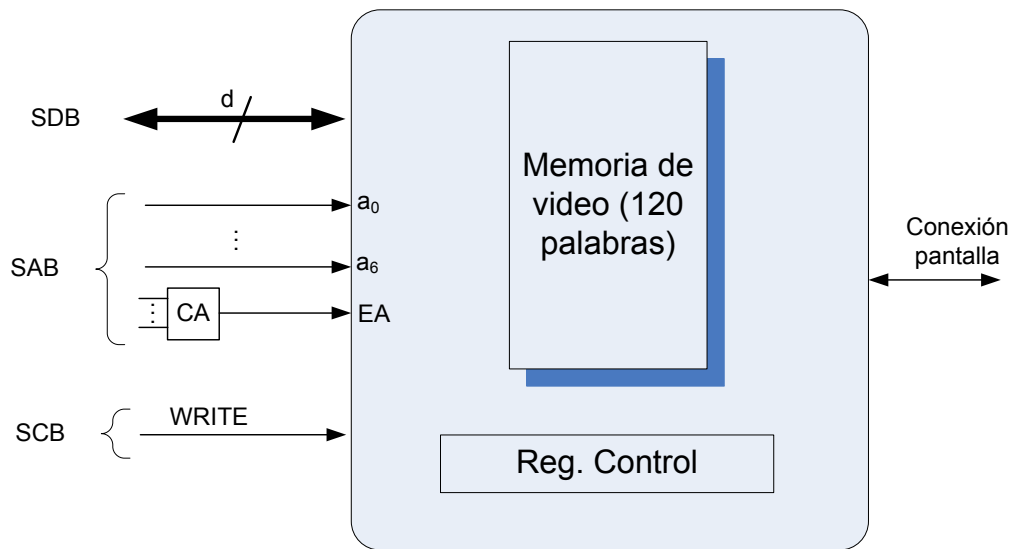 d
SDB
SAB
a0
⋮
a6
⋮
CA
EA
SCB
WRITE
Memoria de
video (120
palabras)
Reg. Control
Conexión
pantalla